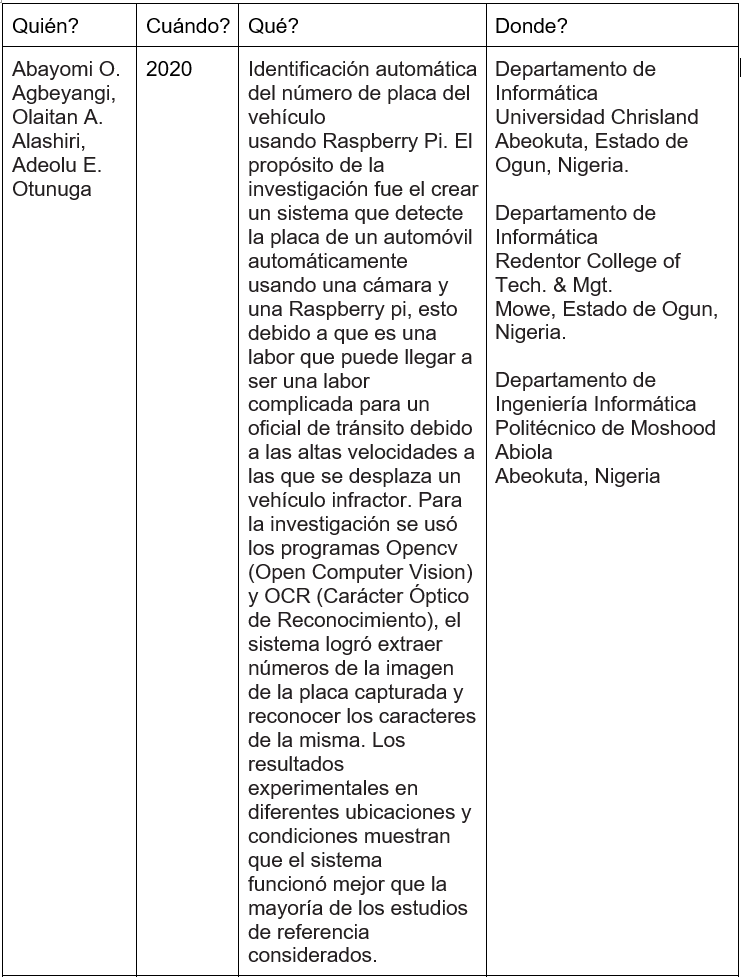 Quién?
Cuándo?
Qué?
Donde?
Abayomi O.
Agbeyangi,
Olaitan A.
Alashiri,
Adeolu E.
Otunuga
2020
Identificación automática
del número de placa del
vehículo
usando Raspberry Pi. El
propósito de la
investigación fue el crear
un sistema que detecte
la placa de un automóvil
automáticamente
usando una cámara y
una Raspberry pi, esto
debido a que es una
labor que puede llegar a
ser una labor
complicada para un
oficial de tránsito debido
a las altas velocidades a
las que se desplaza un
vehículo infractor. Para
la investigación se usó
los programas Opencv
(Open Computer Vision)
y OCR (Carácter Óptico
de Reconocimiento), el
sistema logró extraer
números de la imagen
de la placa capturada y
reconocer los caracteres
de la misma. Los
resultados
experimentales en
diferentes ubicaciones y
condiciones muestran
que el sistema
funcionó mejor que la
mayoría de los estudios
de referencia
considerados.
Departamento de
Informática
Universidad Chrisland
Abeokuta, Estado de
Ogun, Nigeria.
Departamento de
Informática
Redentor College of
Tech. & Mgt.
Mowe, Estado de Ogun,
Nigeria.
Departamento de
Ingeniería Informática
Politécnico de Moshood
Abiola
Abeokuta, Nigeria